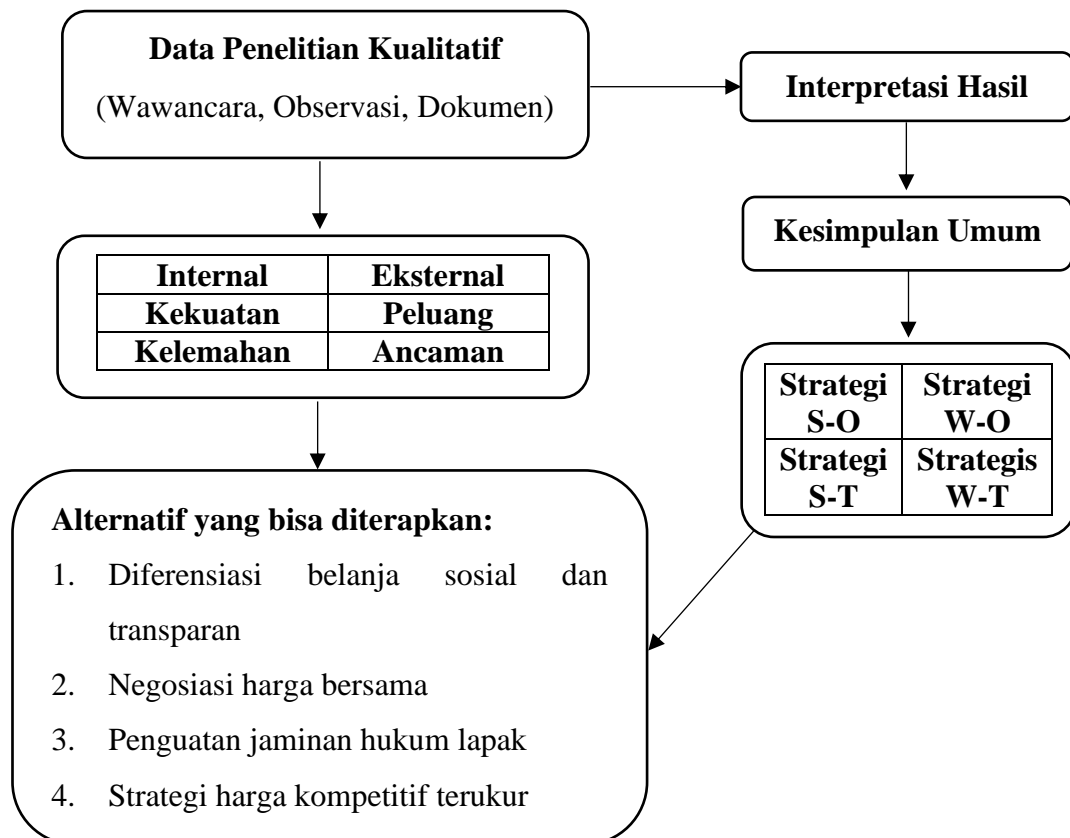 Data Penelitian Kualitatif
(Wawancara, Observasi, Dokumen)
Interpretasi Hasil
Kesimpulan Umum
Internal Eksternal
Kekuatan Peluang
Kelemahan Ancaman
Strategi Strategi
S-O W-O
Strategi Strategis
S-T W-T
Alternatif yang bisa diterapkan:
1. Diferensiasi belanja sosial dan
transparan
2. Negosiasi harga bersama
3. Penguatan jaminan hukum lapak
4. Strategi harga kompetitif terukur